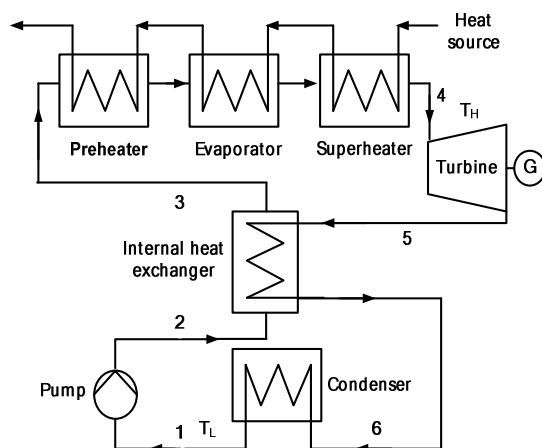 Heat
source
4
T_H
Preheater
Evaporator
Superheater
Turbine
G
3
5
Internal heat
exchanger
2
Pump
Condenser
1
T_L
6